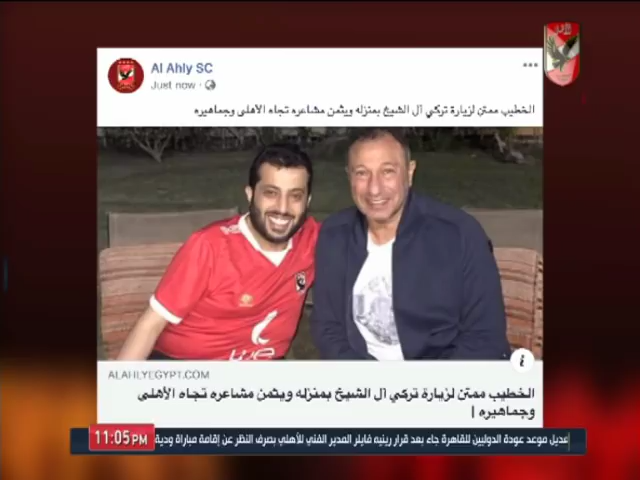 Al Ahly SC
Just now
الخطيب ممتن لزيارة تركي آل الشيخ بمنزله ويثمن مشاعره تجاه الأهلى وجماهيره
ALAHLYEGYPT.COM
الخطيب ممتن لزيارة تركي آل الشيخ بمنزله ويثمن مشاعره تجاه الأهلى
وجماهيره |
11:05 PM
عديل موعد عودة الدوليين للقاهرة جاء بعد قرار رينيه فايلر المدير الفني للأهلي بصرف النظر عن إقامة مباراة ودية